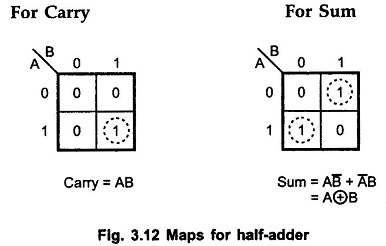 For Carry
B
A 0 1
0 0 0
1 0 1
Carry = AB
For Sum
B
A 0 1
0 0 1
1 1 0
Sum = AB̅ + A̅B
= A⊕B
Fig. 3.12 Maps for half-adder